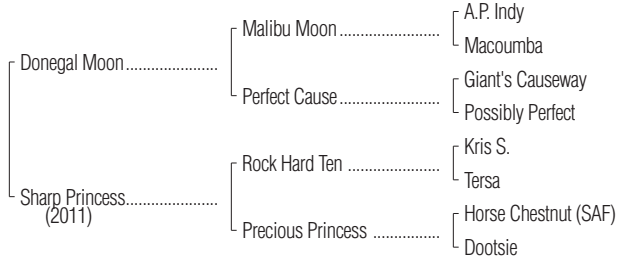 A.P. Indy
Malibu Moon
Macoumba
Donegal Moon
Giant's Causeway
Perfect Cause
Possibly Perfect
Kris S.
Rock Hard Ten
Tersa
Sharp Princess
(2011)
Horse Chestnut (SAF)
Precious Princess
Dootsie